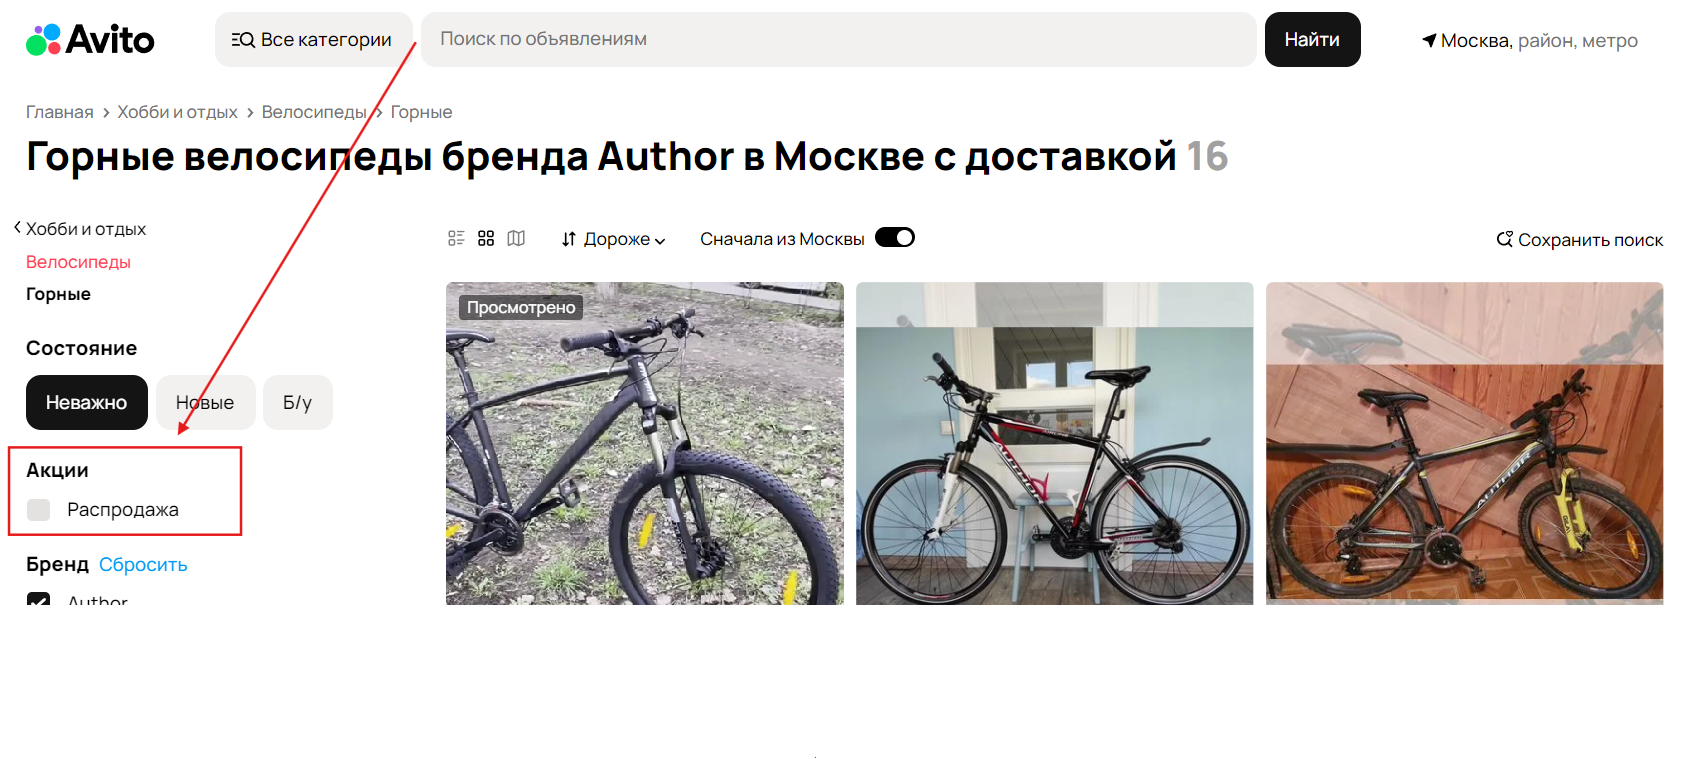 Avito
Все категории
Поиск по объявлениям
Найти
Москва, район, метро
Главная > Хобби и отдых > Велосипеды > Горные
Горные велосипеды бренда Author в Москве с доставкой 16
Хобби и отдых
Велосипеды
Горные
Дороже
Сначала из Москвы
Сохранить поиск
Состояние
Неважно
Новые
Б/у
Акции
Распродажа
Бренд Сбросить
Author
Просмотрено
AUTHOR
AUTHOR